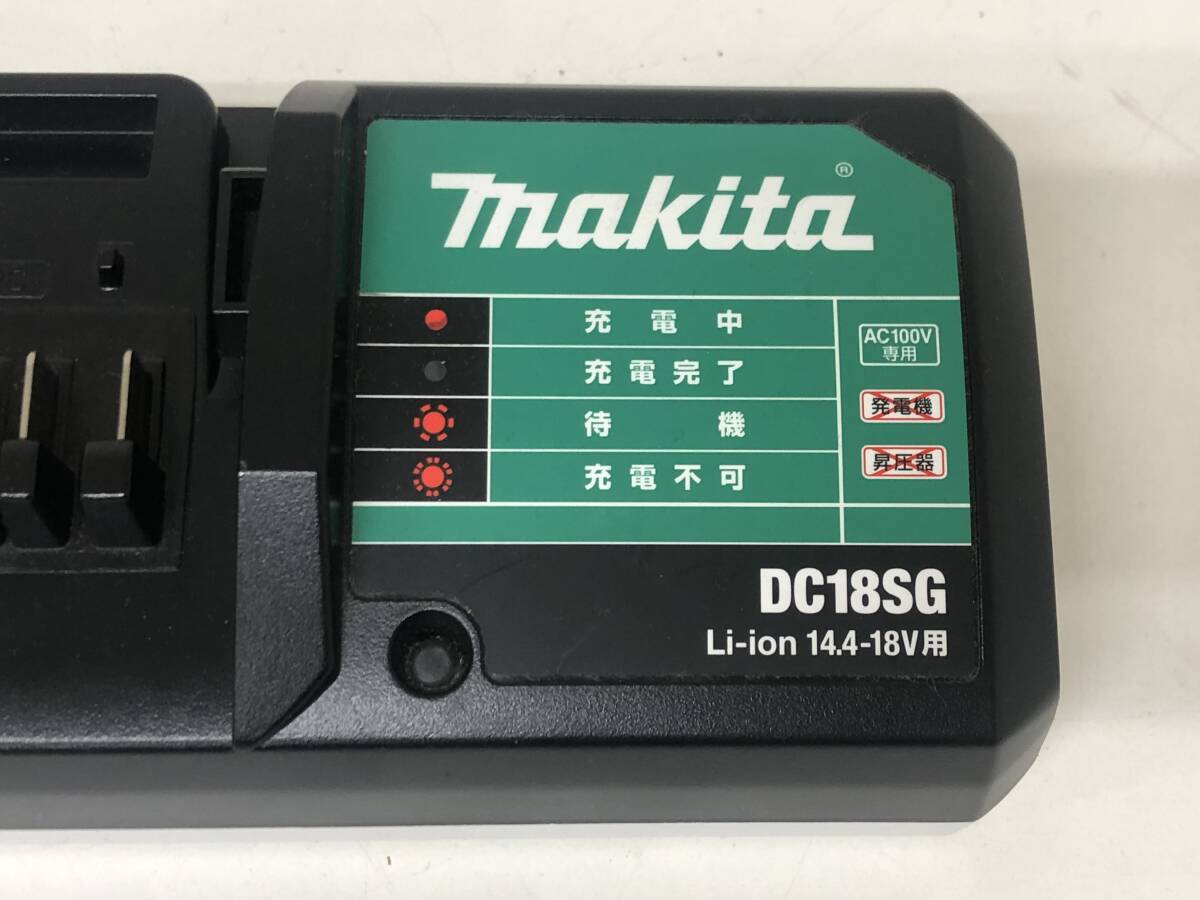 makita®
充電中
充電完了
待機
充電不可
AC100V
専用
発電機
昇圧器
DC18SG
Li-ion 14.4-18V用